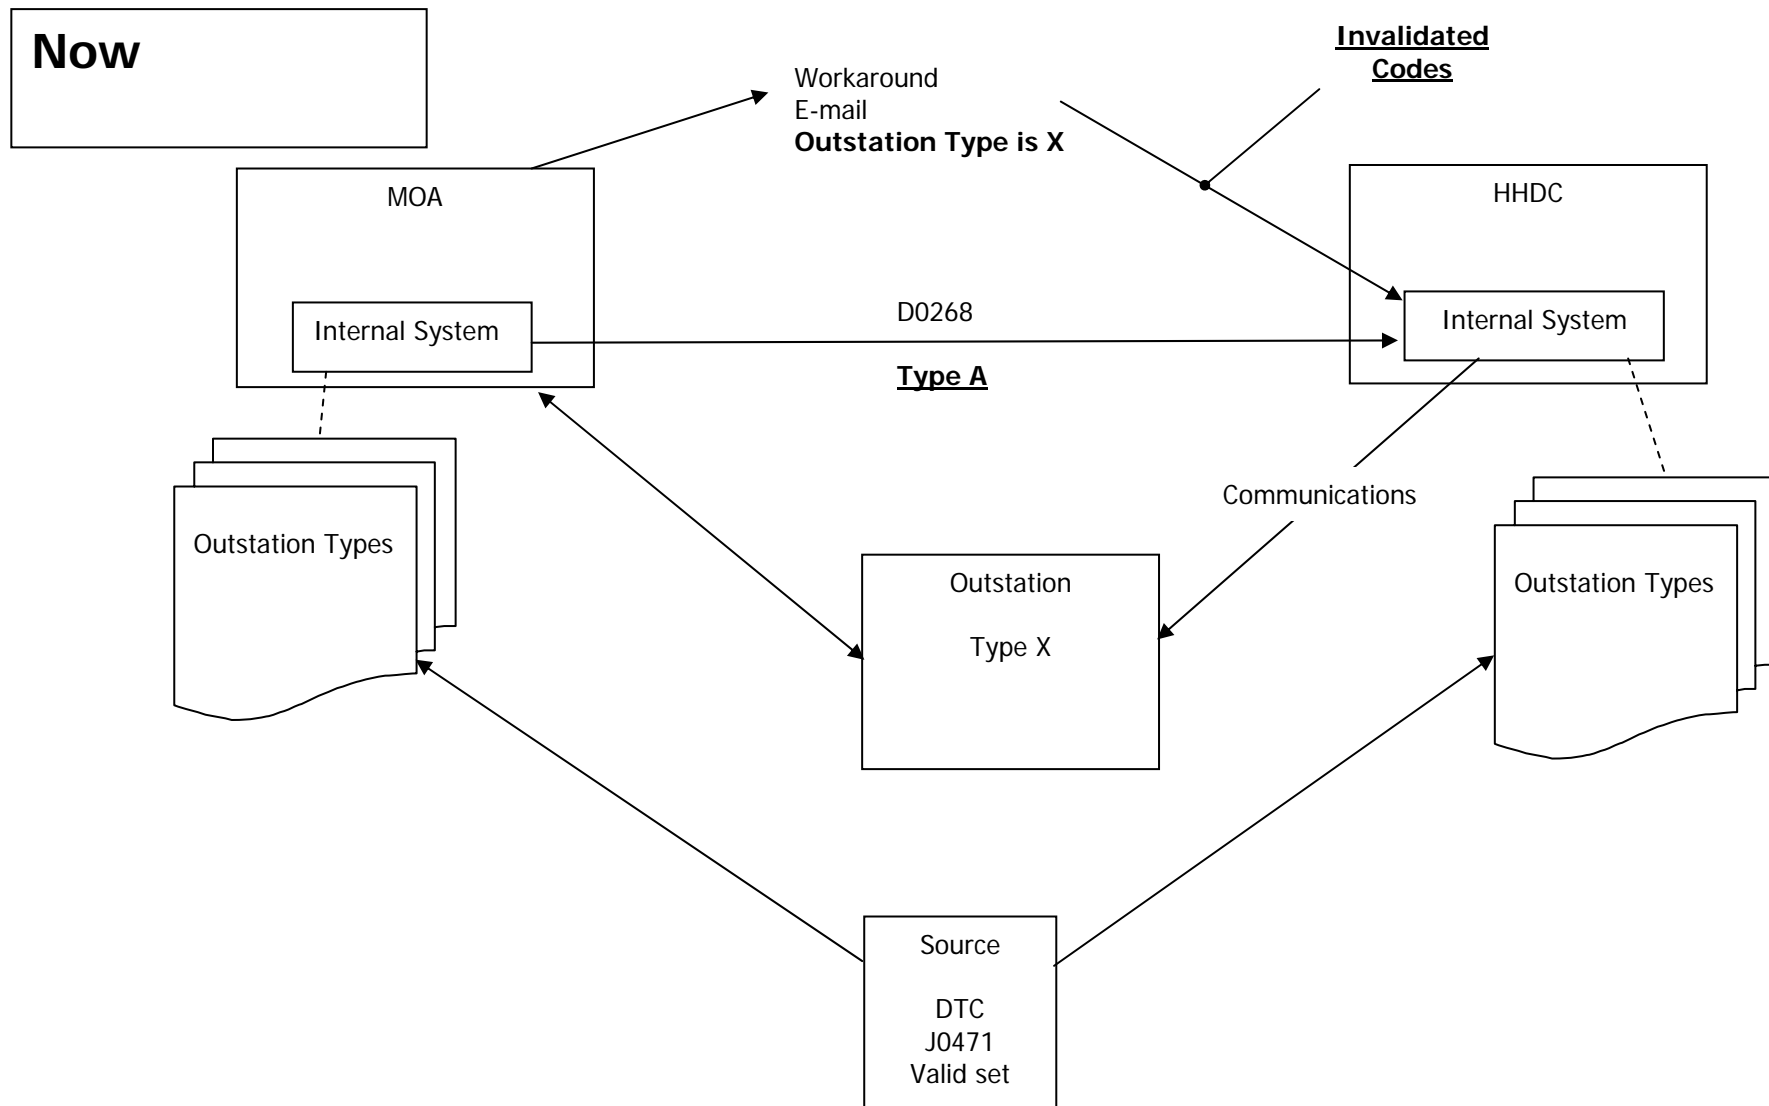 Now
Invalidated
Codes
Workaround
E-mail
Outstation Type is X
MOA
HHDC
D0268
Internal System
Internal System
Type A
Communications
Outstation Types
Outstation
Type X
Outstation Types
Source
DTC
J0471
Valid set